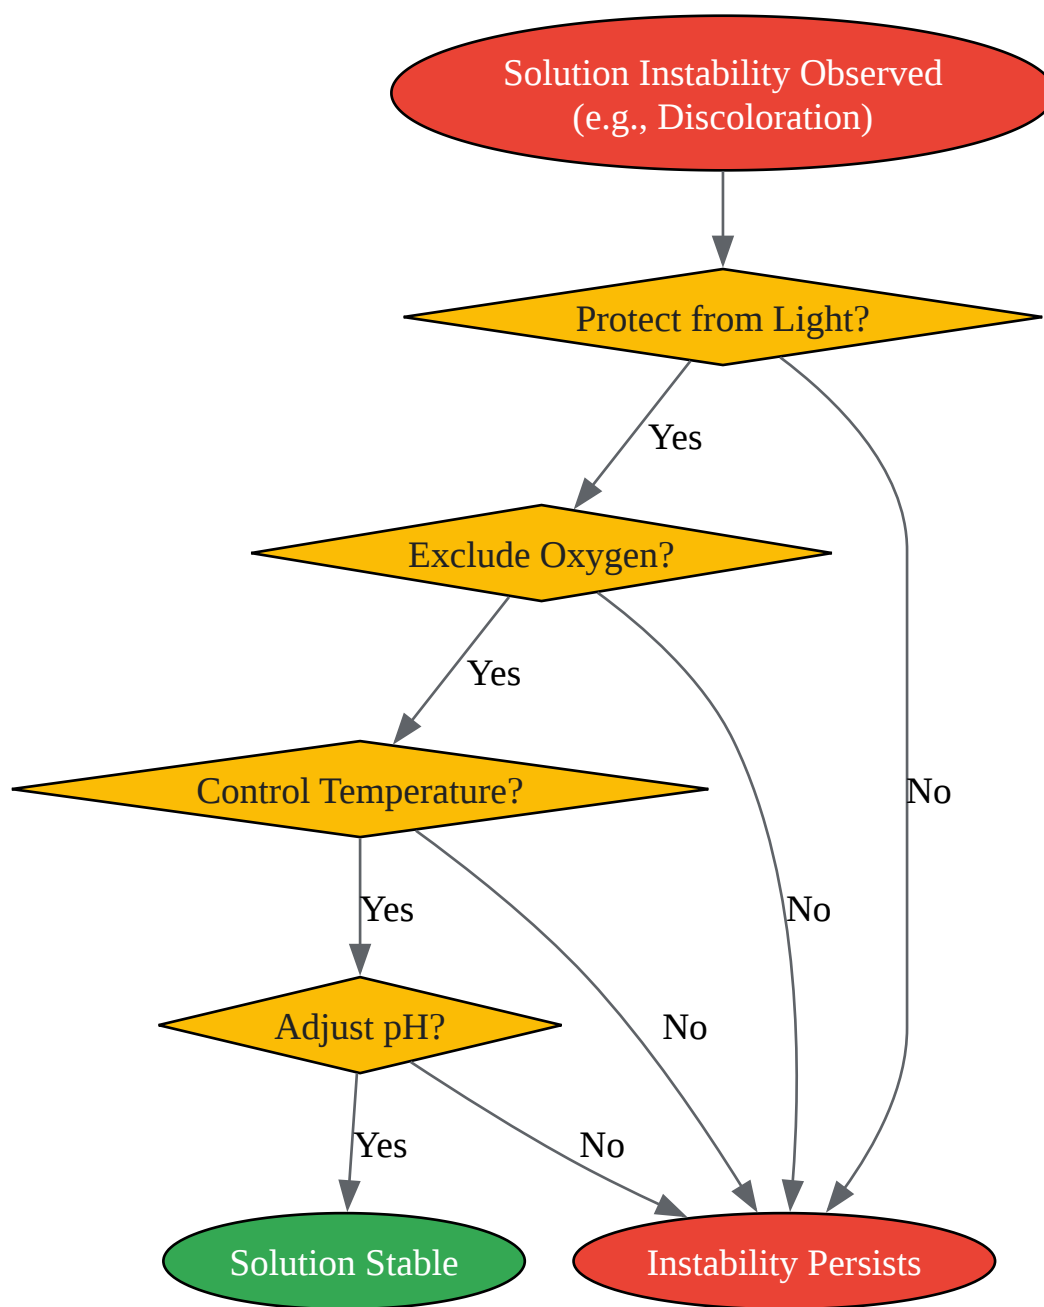 Solution Instability Observed
(e.g., Discoloration)
Protect from Light?
Yes
Exclude Oxygen?
Yes
Control Temperature?
No
Yes
No
Adjust pH?
No
Yes
No
Solution Stable
Instability Persists